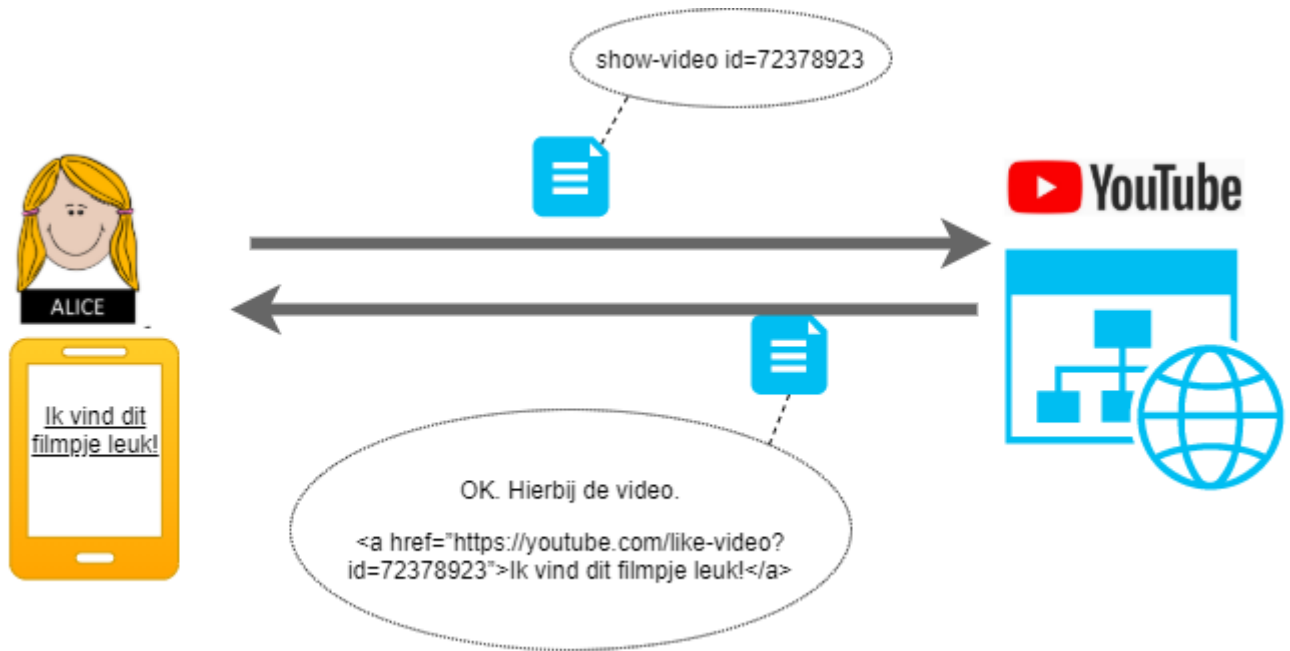 show-video id=72378923
YouTube
ALICE
Ik vind dit
filmpje leuk!
OK. Hierbij de video.
<a href="https://youtube.com/like-video?
id=72378923">Ik vind dit filmpje leuk!</a>